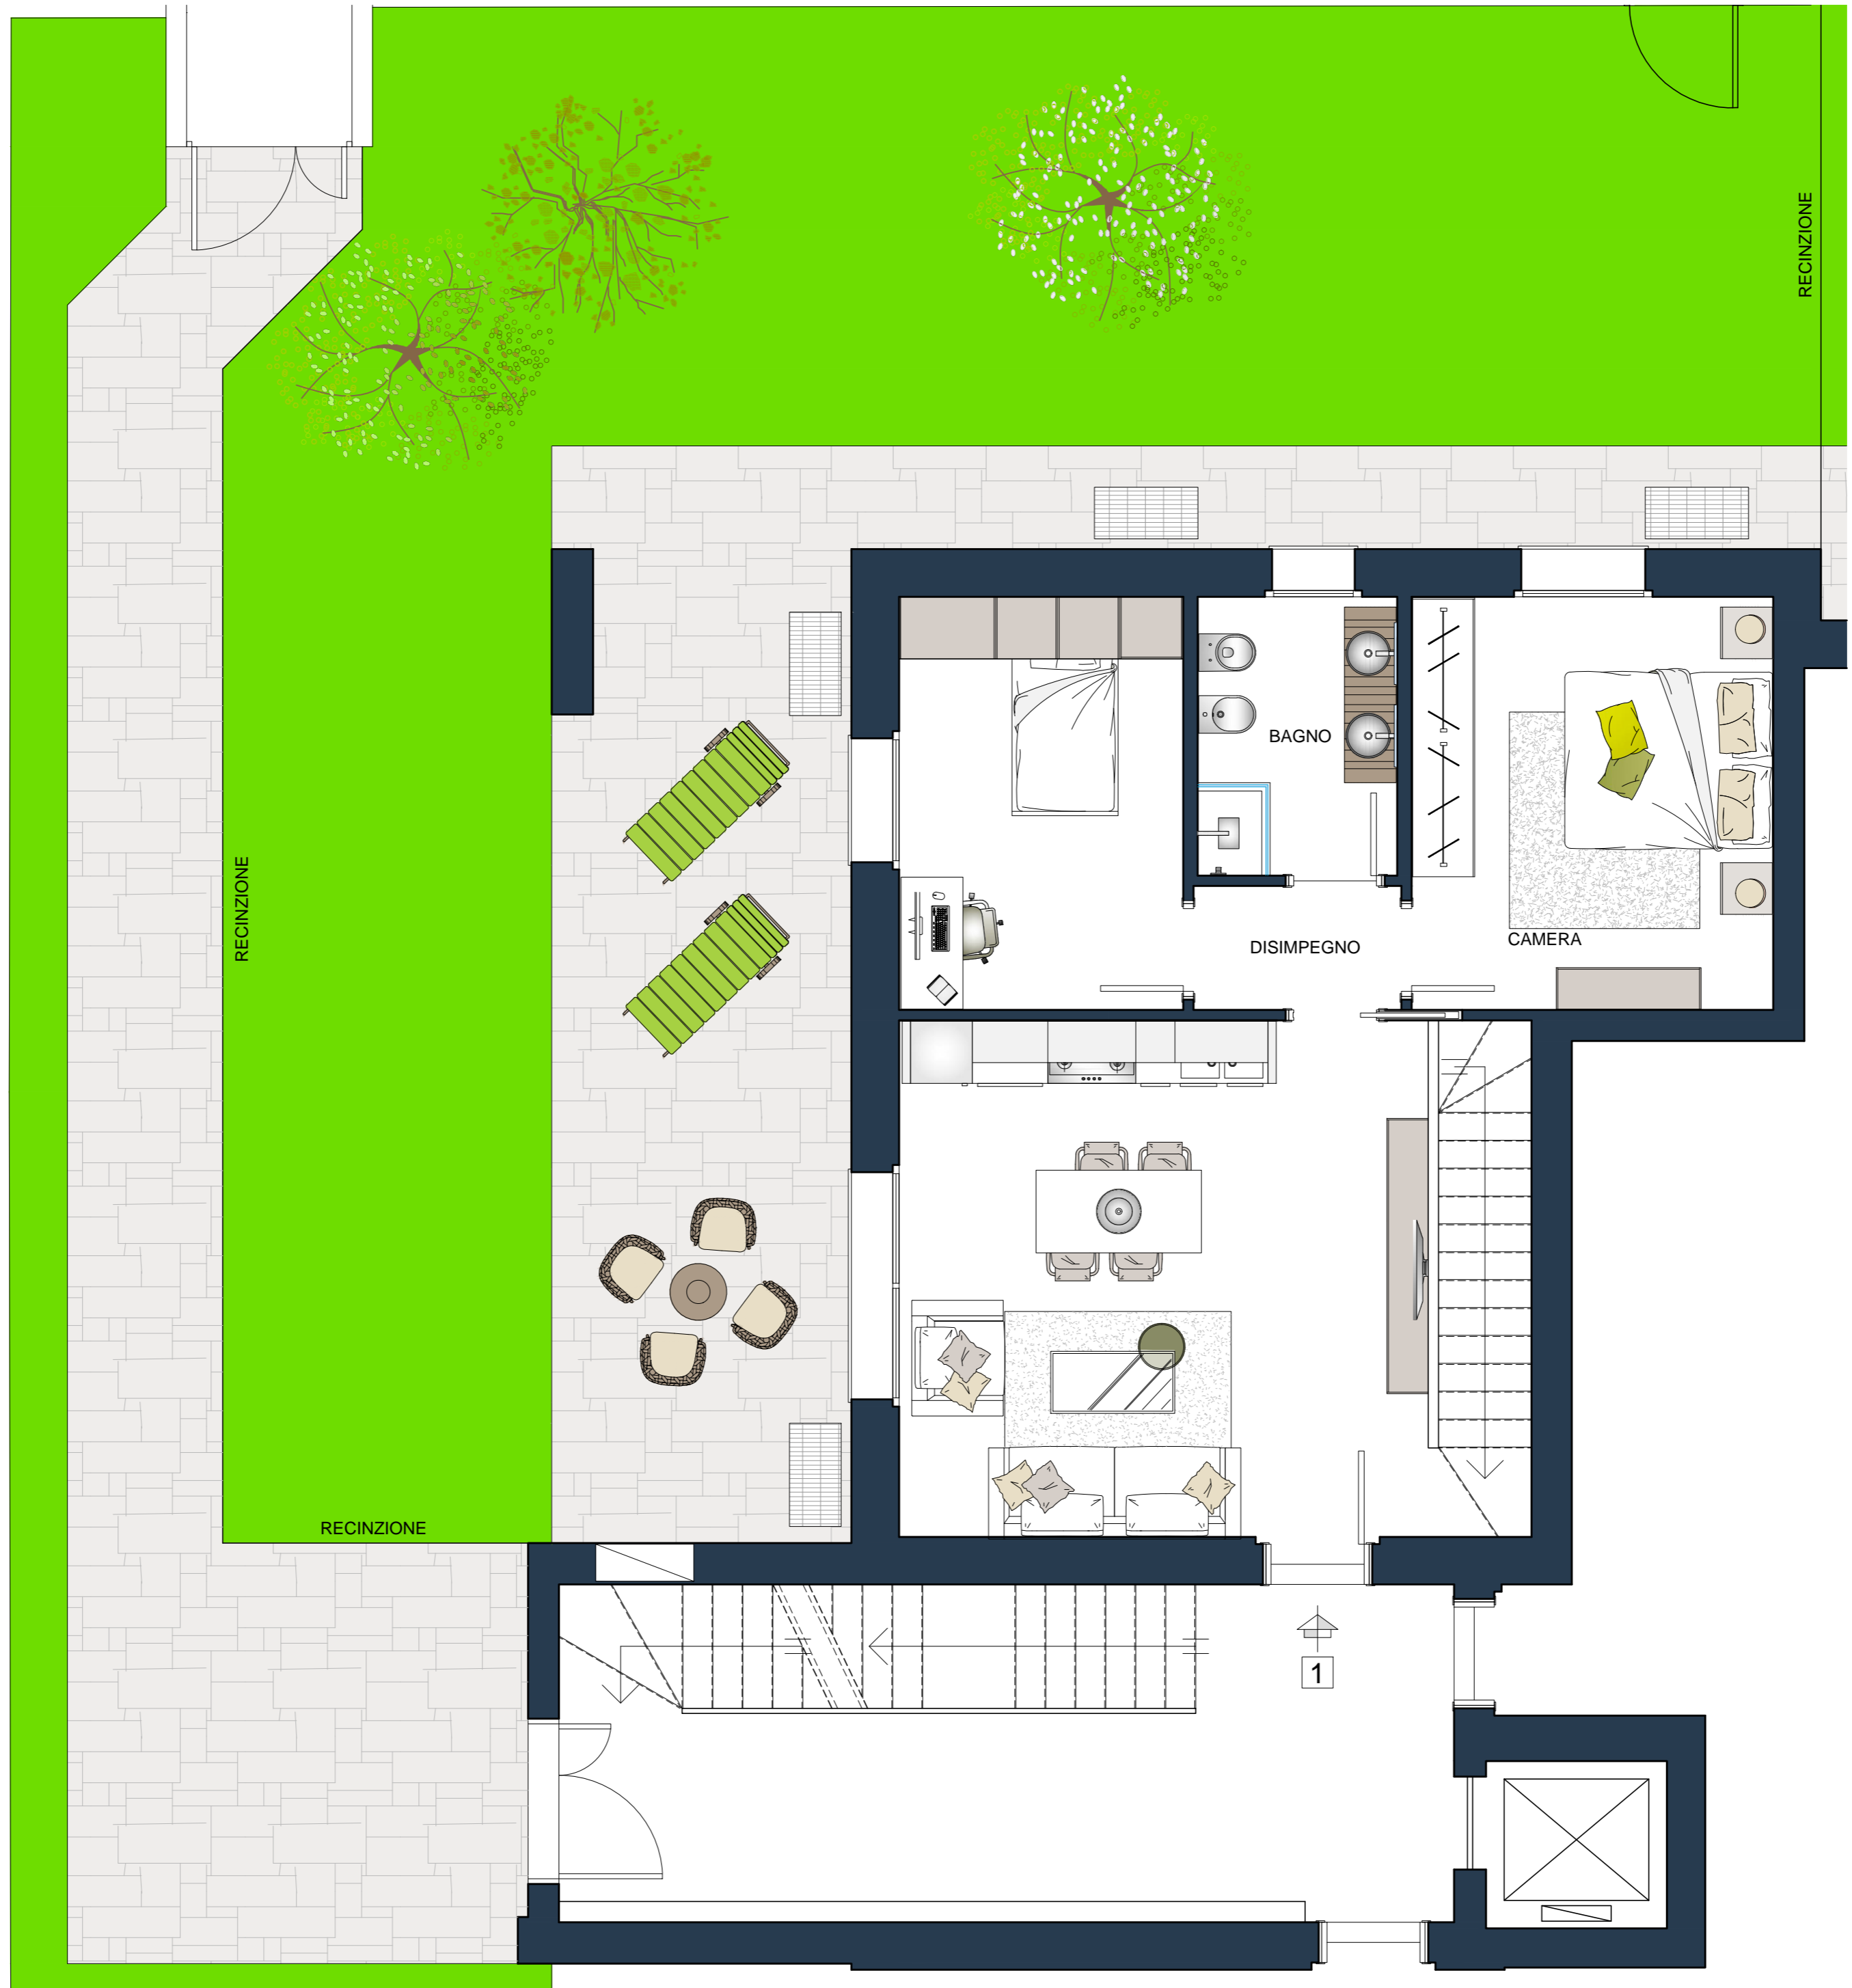 RECINZIONE
BAGNO
RECINZIONE
DISIMPEGNO
CAMERA
RECINZIONE
1